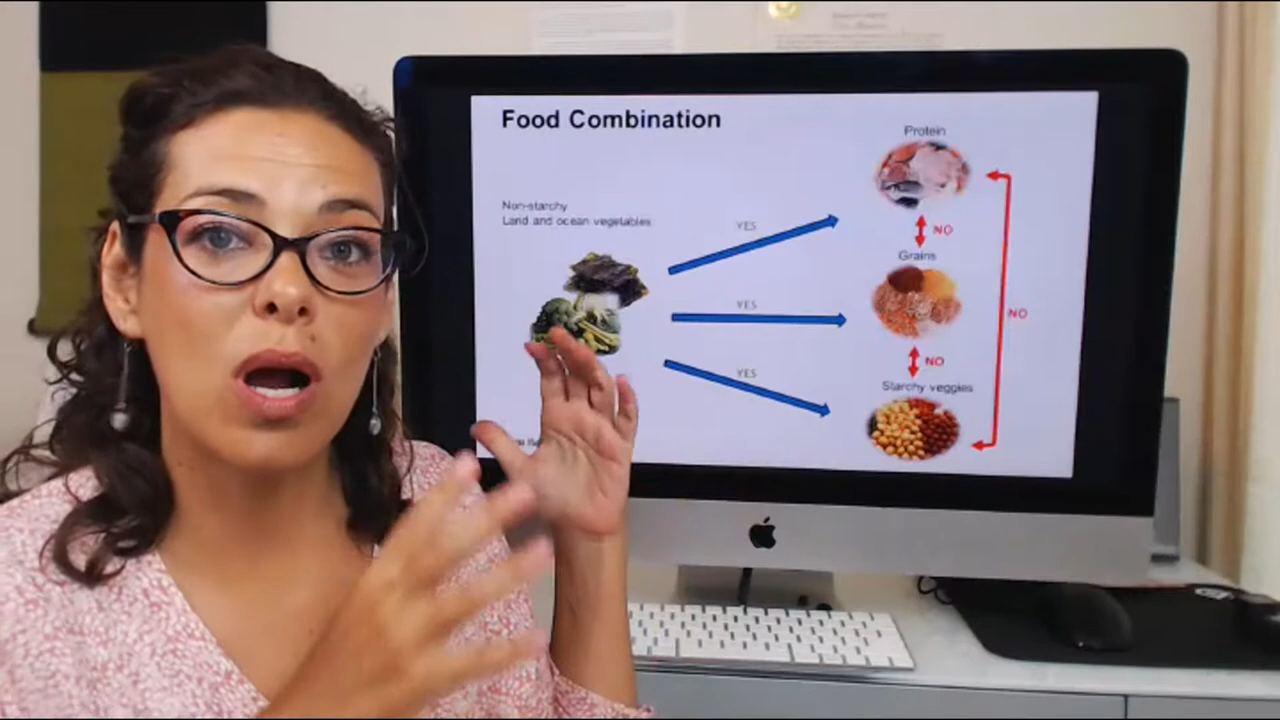 Food Combination
Protein
Non-starchy
Land and ocean vegetables
YES
NO
Grains
YES
NO
NO
YES
Starchy veggies